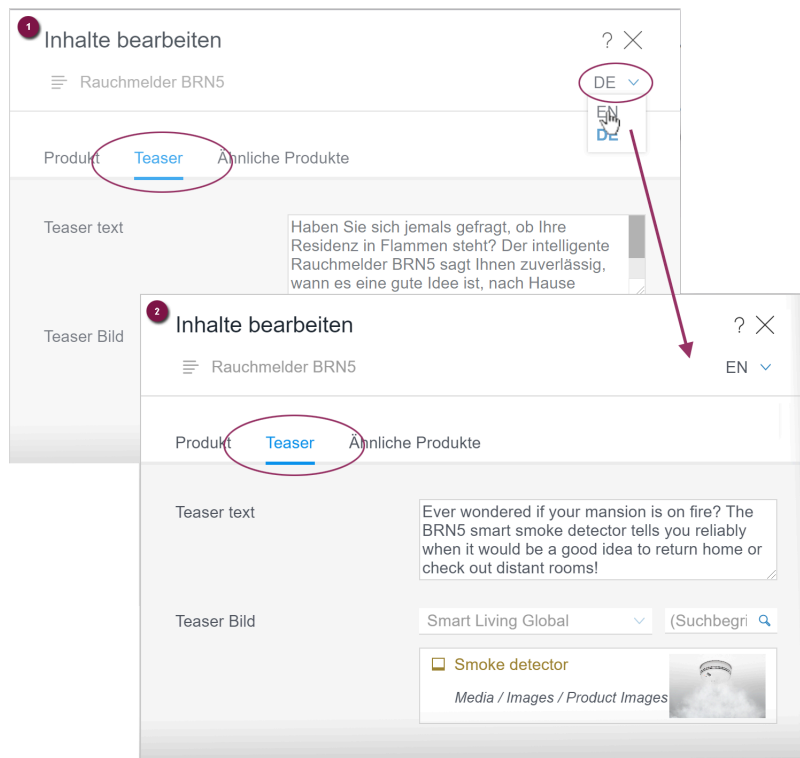 1
Inhalte bearbeiten
?
Rauchmelder BRN5
DE
EN
DE
Produkt
Teaser
Ähnliche Produkte
Teaser text
Haben Sie sich jemals gefragt, ob Ihre
Residenz in Flammen steht? Der intelligente
Rauchmelder BRN5 sagt Ihnen zuverlässig,
wann es eine gute Idee ist, nach Hause
Teaser Bild
2
Inhalte bearbeiten
?
Rauchmelder BRN5
EN
Produkt
Teaser
Ähnliche Produkte
Teaser text
Ever wondered if your mansion is on fire? The
BRN5 smart smoke detector tells you reliably
when it would be a good idea to return home or
check out distant rooms!
Teaser Bild
Smart Living Global
(Suchbegri
Smoke detector
Media / Images / Product Images